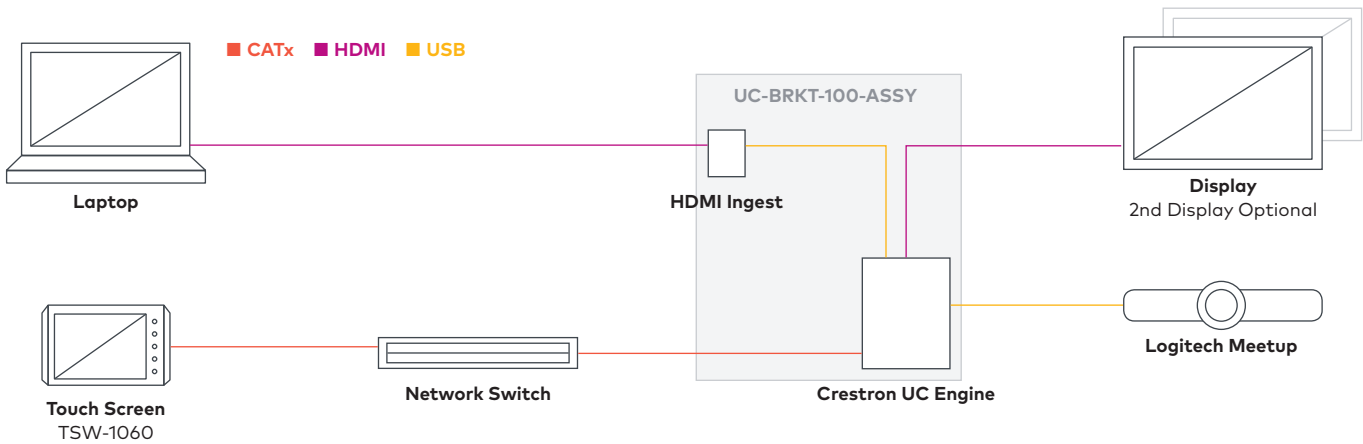 CATx HDMI USB
UC-BRKT-100-ASSY
Laptop
HDMI Ingest
Display
2nd Display Optional
Touch Screen
TSW-1060
Network Switch
Crestron UC Engine
Logitech Meetup